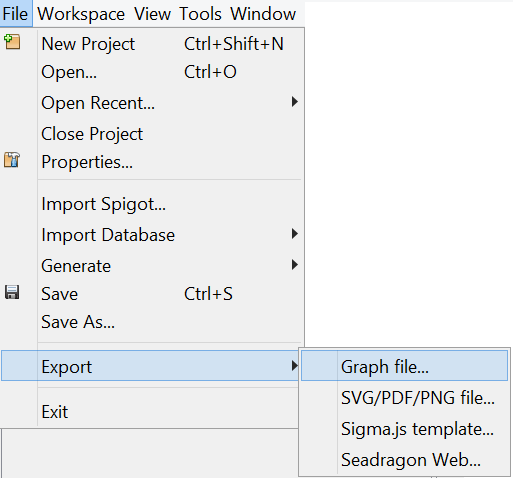 File Workspace View Tools Window
New Project Ctrl+Shift+N
Open... Ctrl+O
Open Recent...
Close Project
Properties...
Import Spigot...
Import Database
Generate
Save Ctrl+S
Save As...
Export
Exit
Graph file...
SVG/PDF/PNG file...
Sigma.js template...
Seadragon Web...